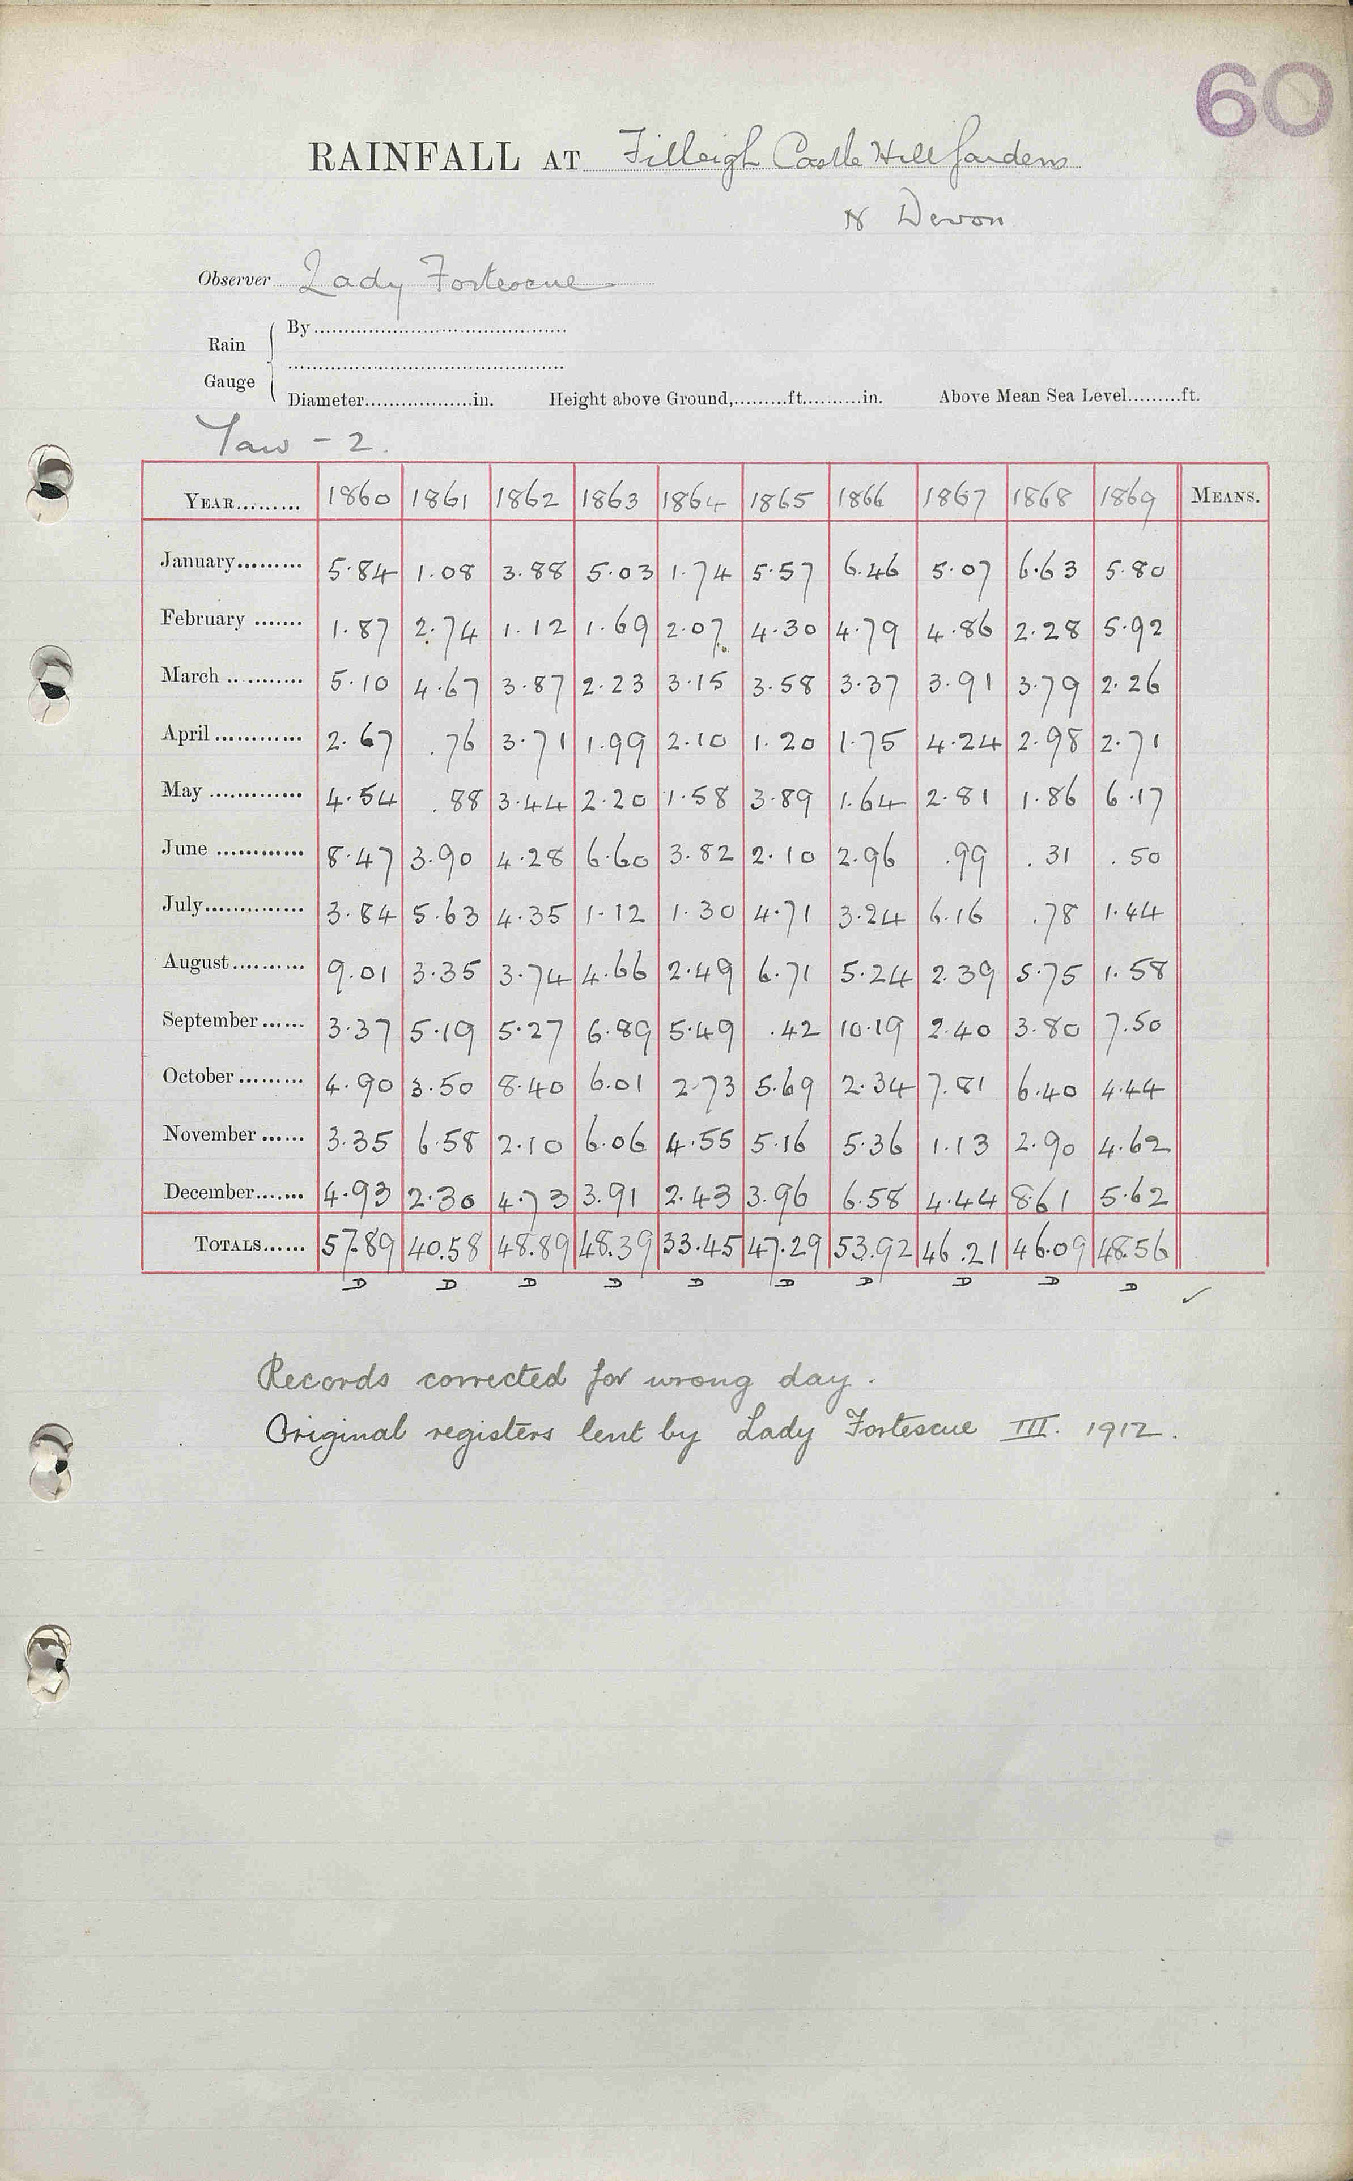 60
RAINFALL AT Filleigh Castle Hill Gardens
N Devon
Observer Lady Fortescue
Rain Gauge { By
Diameter..................in. Height above Ground,.........ft..........in. Above Mean Sea Level.........ft.
Taw - 2.
YEAR......... 1860 1861 1862 1863 1864 1865 1866 1867 1868 1869 MEANS.
January......... 5.84 1.08 3.88 5.03 1.74 5.57 6.46 5.07 6.63 5.80
February ....... 1.87 2.74 1.12 1.69 2.07 4.30 4.79 4.86 2.28 5.92
March .. ......... 5.10 4.67 3.87 2.23 3.15 3.58 3.37 3.91 3.79 2.26
April ............ 2.67 .76 3.71 1.99 2.10 1.20 1.75 4.24 2.98 2.71
May ............. 4.54 .88 3.44 2.20 1.58 3.89 1.64 2.81 1.86 6.17
June ............ 8.47 3.90 4.28 6.60 3.82 2.10 2.96 .99 .31 .50
July.............. 3.84 5.63 4.35 1.12 1.30 4.71 3.24 6.16 .78 1.44
August.......... 9.01 3.35 3.74 4.66 2.49 6.71 5.24 2.39 5.75 1.58
September...... 3.37 5.19 5.27 6.89 5.49 .42 10.19 2.40 3.80 7.50
October ......... 4.90 3.50 8.40 6.01 2.73 5.69 2.34 7.81 6.40 4.44
November ...... 3.35 6.58 2.10 6.06 4.55 5.16 5.36 1.13 2.90 4.62
December....... 4.93 2.30 4.73 3.91 2.43 3.96 6.58 4.44 8.61 5.62
TOTALS...... 57.89 40.58 48.89 48.39 33.45 47.29 53.92 46.21 46.09 48.56
D D D D D D D D D D ✓
Records corrected for wrong day.
Original registers lent by Lady Fortescue III. 1912.